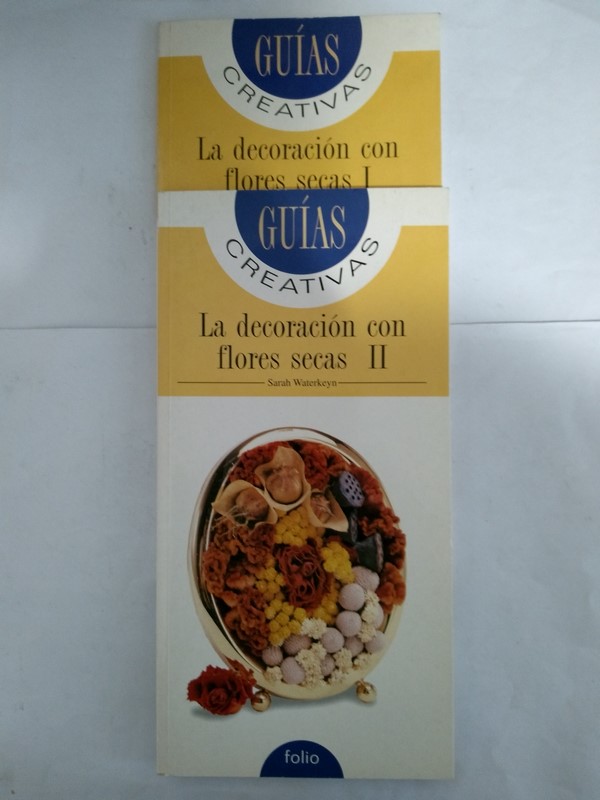 GUÍAS
CREATIVAS
La decoración con
flores secas I
GUÍAS
CREATIVAS
La decoración con
flores secas II
Sarah Waterkeyn
folio